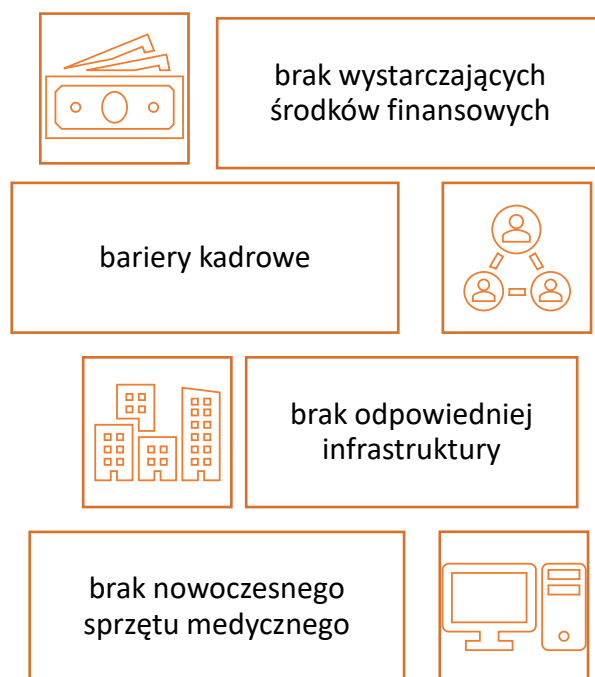 brak wystarczających
środków finansowych
bariery kadrowe
brak odpowiedniej
infrastruktury
brak nowoczesnego
sprzętu medycznego